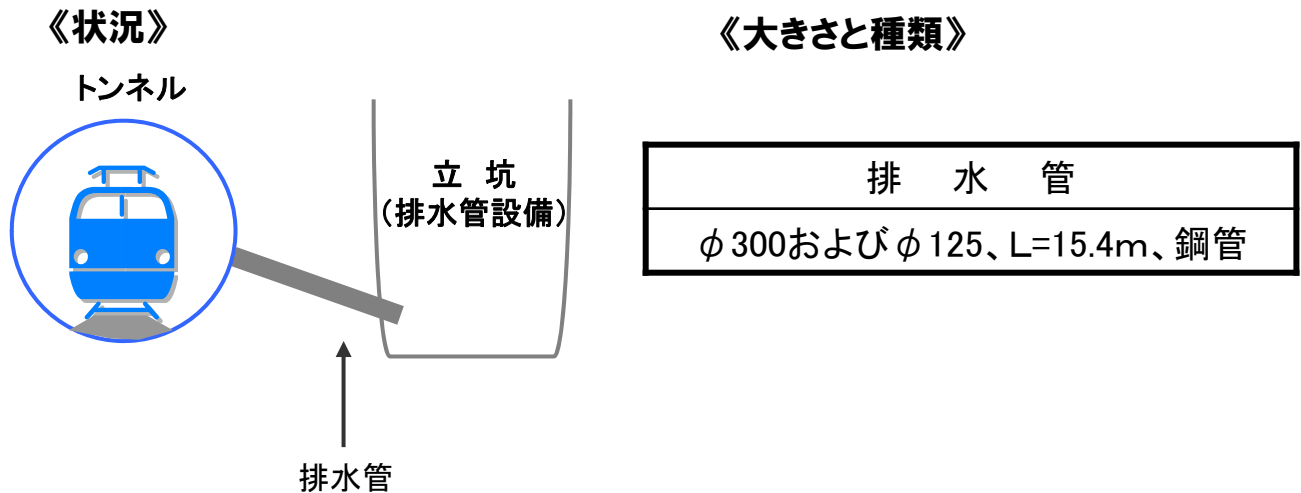 《状況》
トンネル
立 坑
（排水管設備）
排水管
《大きさと種類》
排 水 管
φ300およびφ125、L=15.4ｍ、鋼管